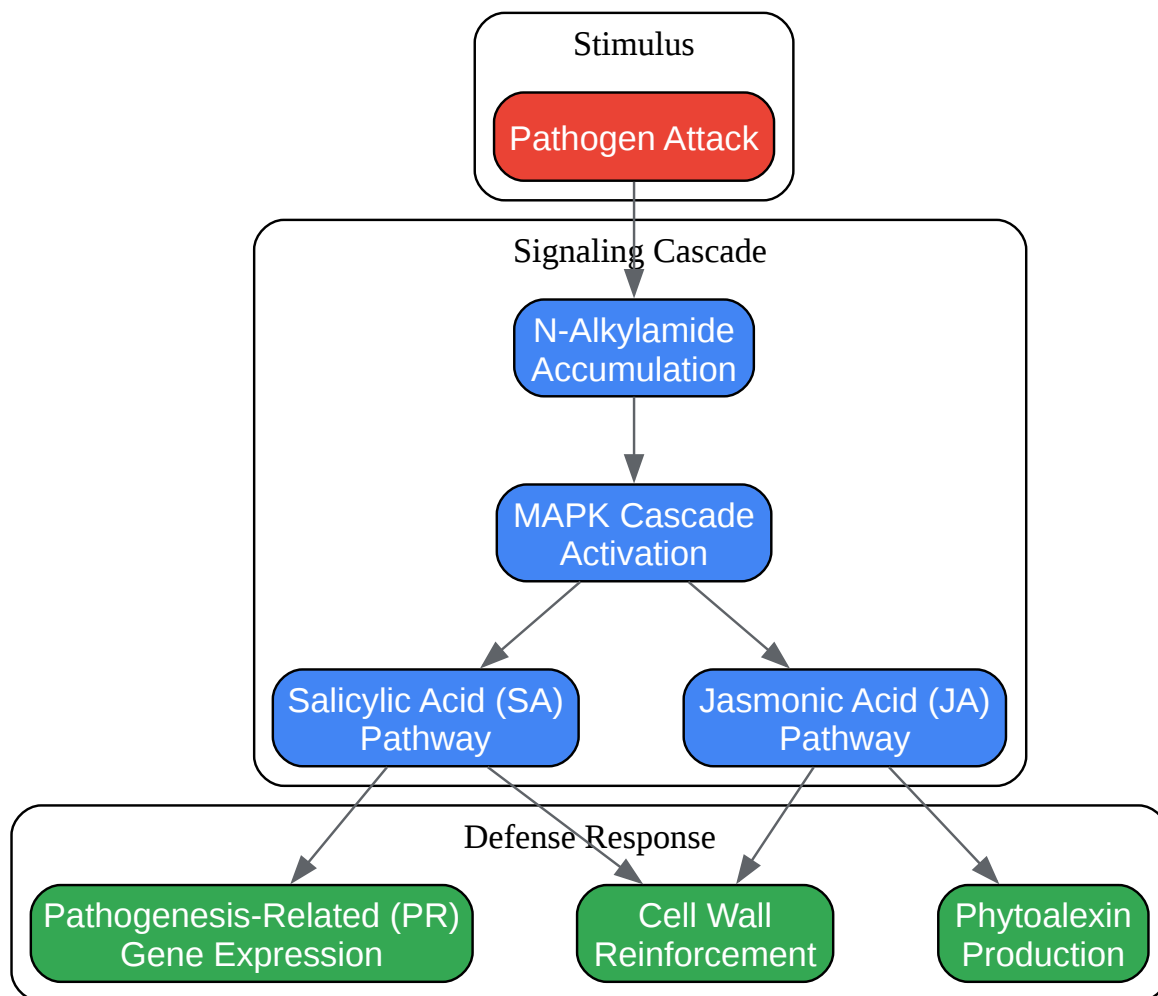 Stimulus
Pathogen Attack
Signaling Cascade
N-Alkylamide
Accumulation
MAPK Cascade
Activation
Salicylic Acid (SA)
Pathway
Jasmonic Acid (JA)
Pathway
Defense Response
Pathogenesis-Related (PR)
Gene Expression
Cell Wall
Reinforcement
Phytoalexin
Production